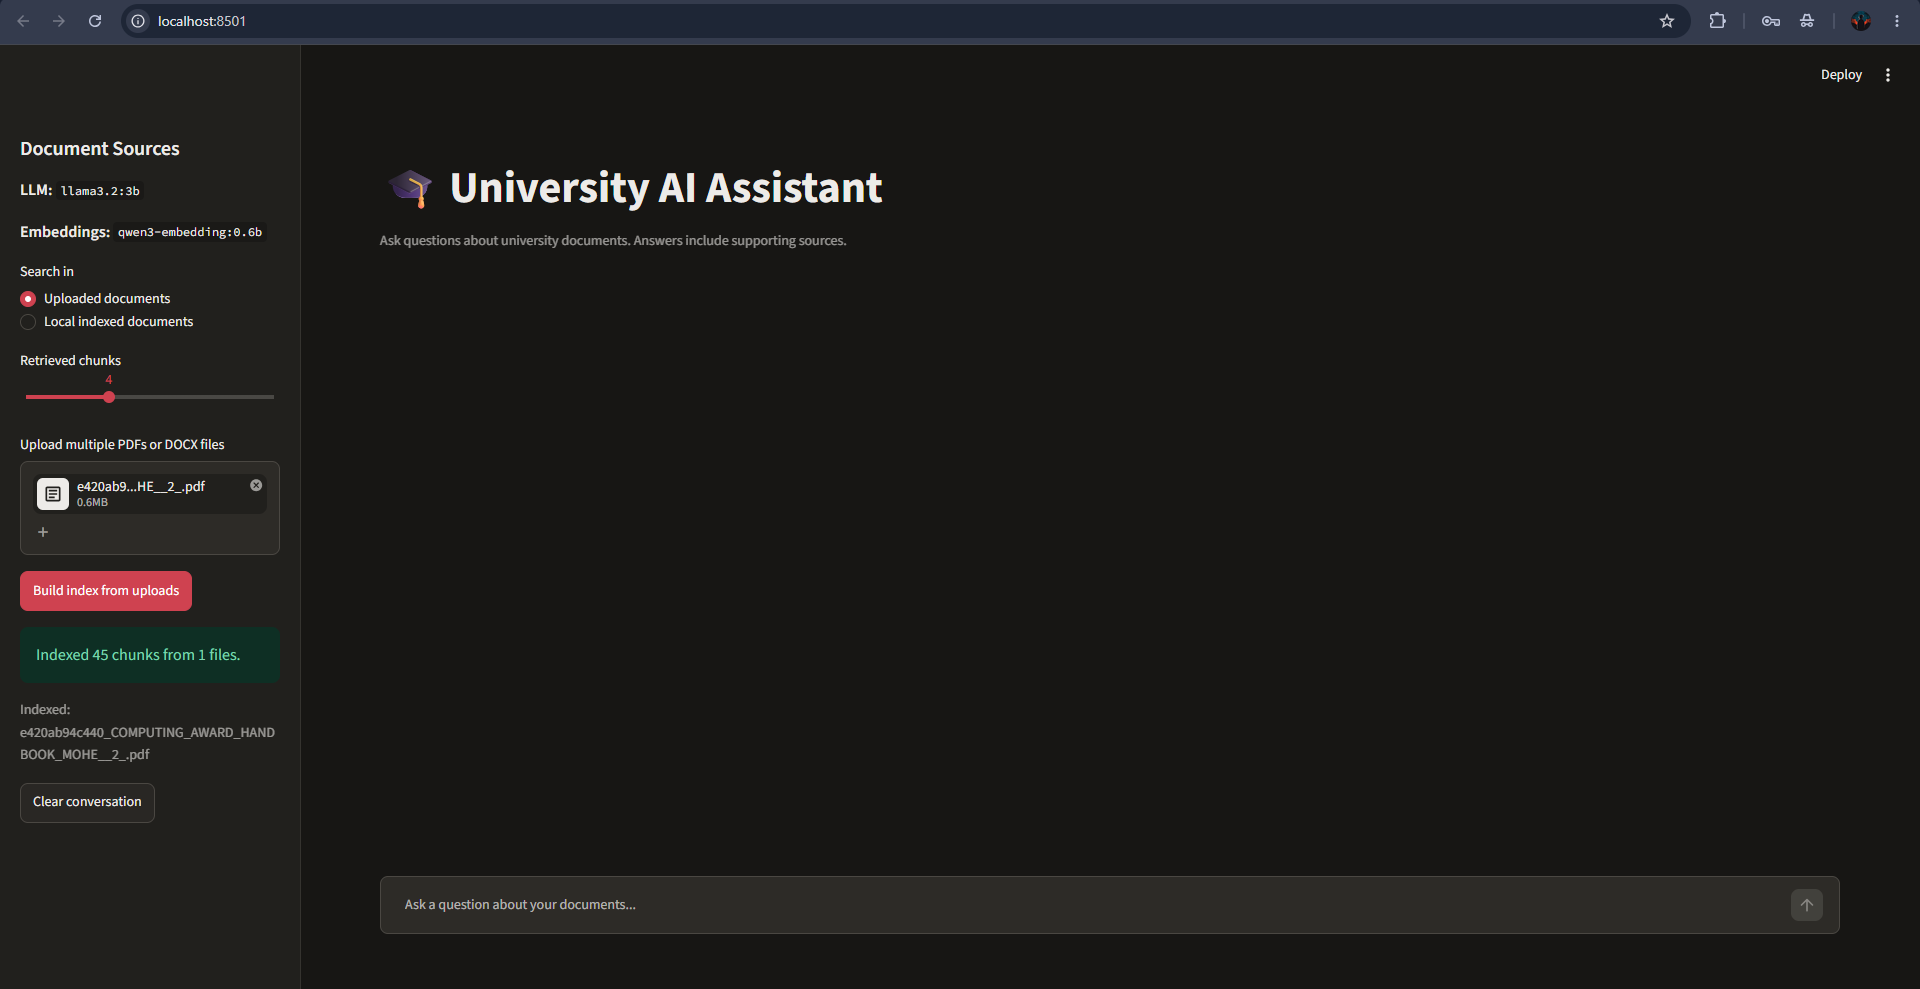 localhost:8501
Deploy
Document Sources
LLM: llama3.2:3b
Embeddings: qwen3-embedding:0.6b
Search in
Uploaded documents
Local indexed documents
Retrieved chunks
4
Upload multiple PDFs or DOCX files
e420ab9...HE__2_.pdf
0.6MB
Build index from uploads
Indexed 45 chunks from 1 files.
Indexed:
e420ab94c440_COMPUTING_AWARD_HAND
BOOK_MOHE__2_.pdf
Clear conversation
University AI Assistant
Ask questions about university documents. Answers include supporting sources.
Ask a question about your documents...